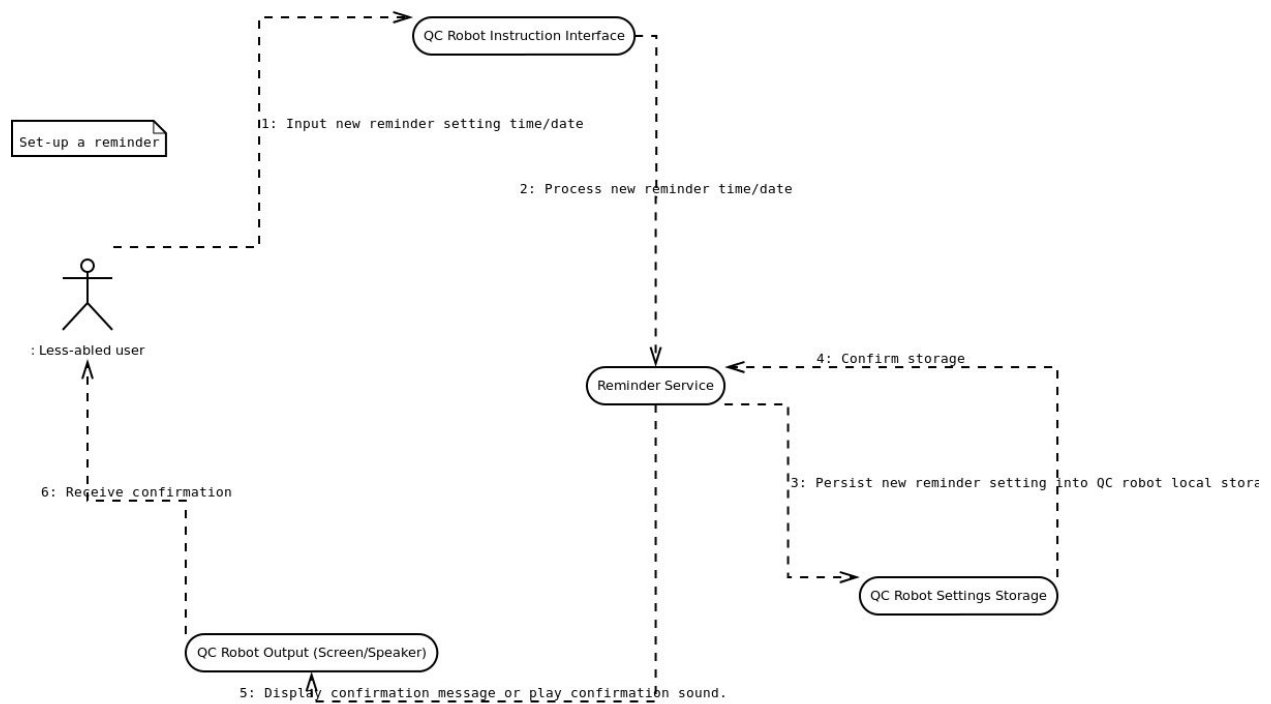 QC Robot Instruction Interface
1: Input new reminder setting time/date
Set-up a reminder
2: Process new reminder time/date
: Less-abled user
4: Confirm storage
Reminder Service
3: Persist new reminder setting into QC robot local stora
6: Receive confirmation
QC Robot Settings Storage
QC Robot Output (Screen/Speaker)
5: Display confirmation message or play confirmation sound.